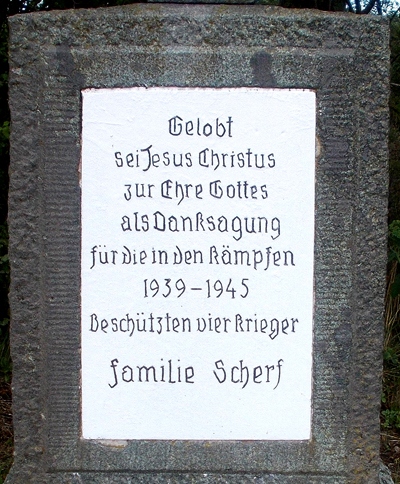 Gelobt
sei Jesus Christus
zur Ehre Gottes
als Danksagung
für die in den Kämpfen
1939-1945
Beschützten vier Krieger
Familie Scherf